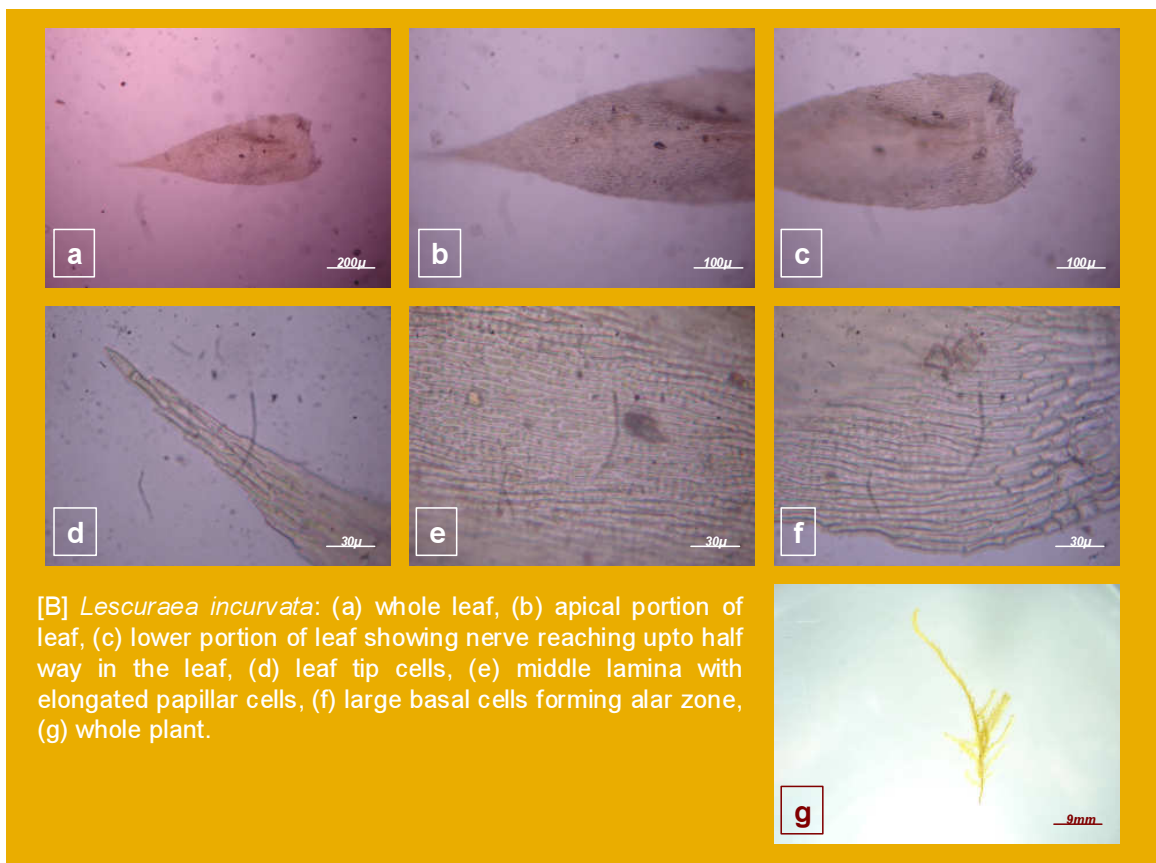 a
200µ
b
100µ
c
100µ
d
30µ
e
30µ
f
30µ
[B] Lescuraea incurvata: (a) whole leaf, (b) apical portion of
leaf, (c) lower portion of leaf showing nerve reaching upto half
way in the leaf, (d) leaf tip cells, (e) middle lamina with
elongated papillar cells, (f) large basal cells forming alar zone,
(g) whole plant.
g
9mm